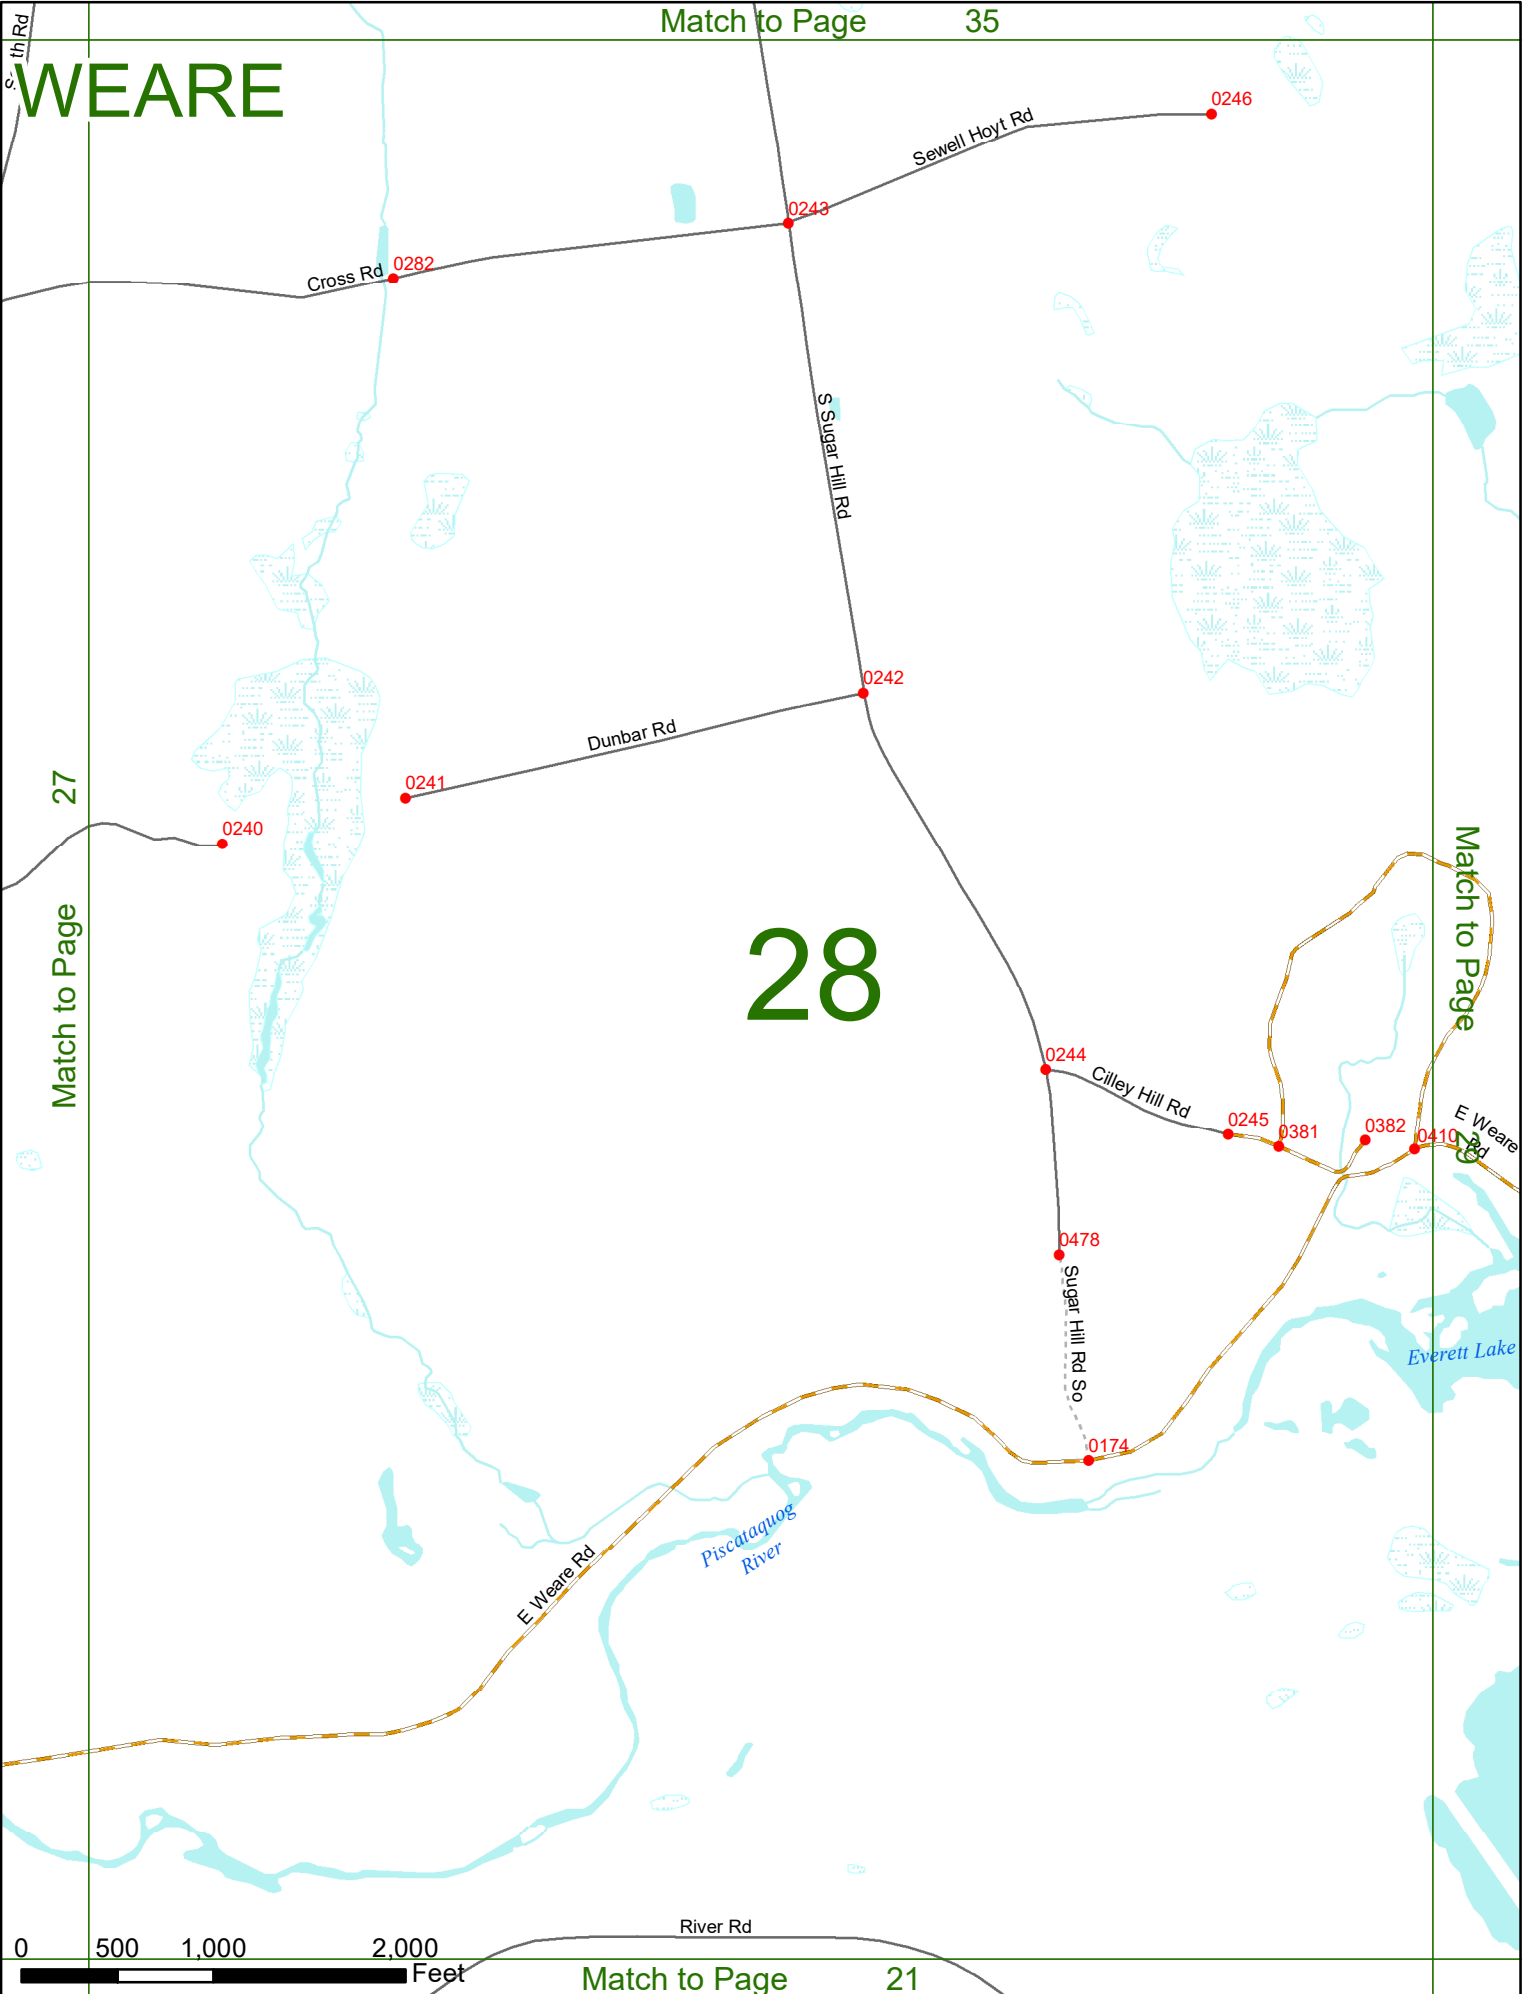 Match to Page 35
WEARE
0246
Sewell Hoyt Rd
0243
0282
Cross Rd
S Sugar Hill Rd
0242
Dunbar Rd
0241
27
0240
Match to Page
Match to Page
28
0244
Cilley Hill Rd
0245
0381
0382
0410
29
E Weare
Rd
0478
Sugar Hill Rd So
Everett Lake
0174
Piscataquog
River
E Weare Rd
River Rd
0 500 1,000 2,000
Feet
Match to Page 21